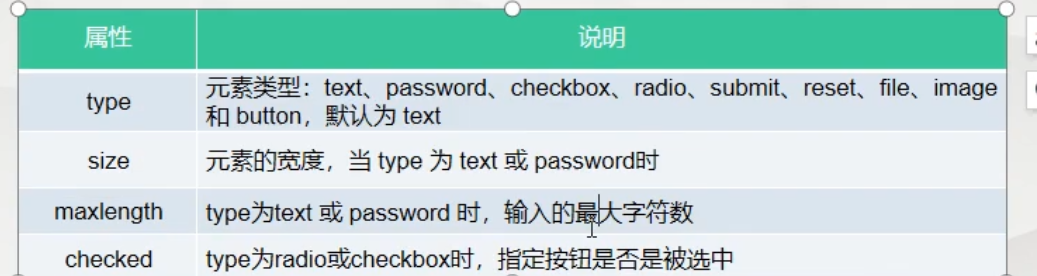 属性 说明
type 元素类型：text、password、checkbox、radio、submit、reset、file、image
和 button，默认为 text
size 元素的宽度，当 type 为 text 或 password时
maxlength type为text 或 password 时，输入的最大字符数
checked type为radio或checkbox时，指定按钮是否是被选中